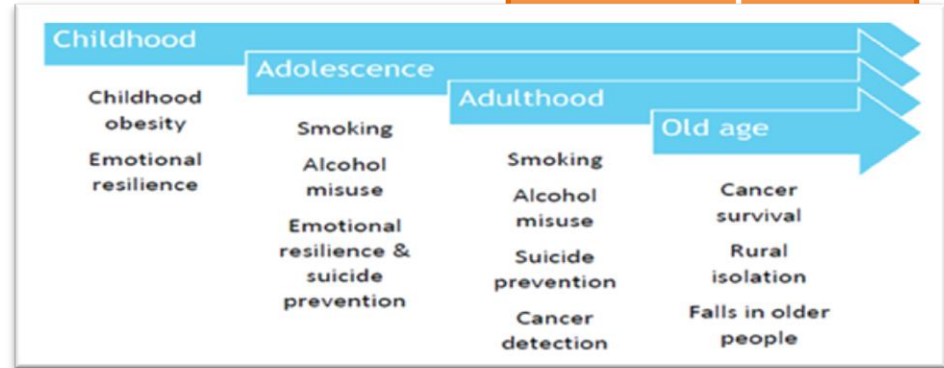 Childhood
Adolescence
Adulthood
Old age
Childhood
obesity
Emotional
resilience
Smoking
Alcohol
misuse
Emotional
resilience &
suicide
prevention
Smoking
Alcohol
misuse
Suicide
prevention
Cancer
detection
Cancer
survival
Rural
isolation
Falls in older
people